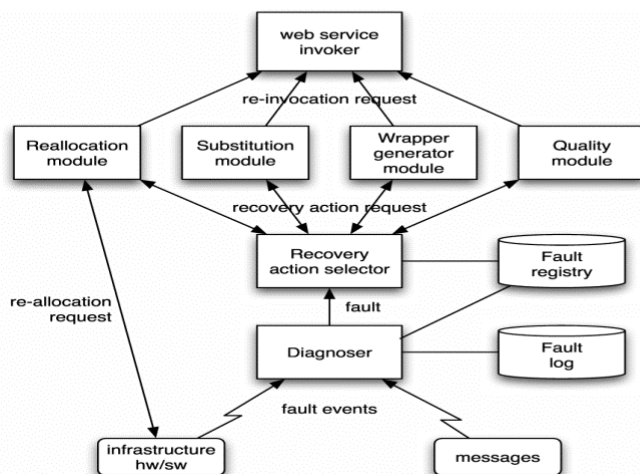 web service
invoker
re-invocation request
Reallocation
module
Substitution
module
Wrapper
generator
module
Quality
module
recovery action request
Recovery
action selector
Fault
registry
re-allocation
request
fault
Diagnoser
Fault
log
fault events
infrastructure
hw/sw
messages